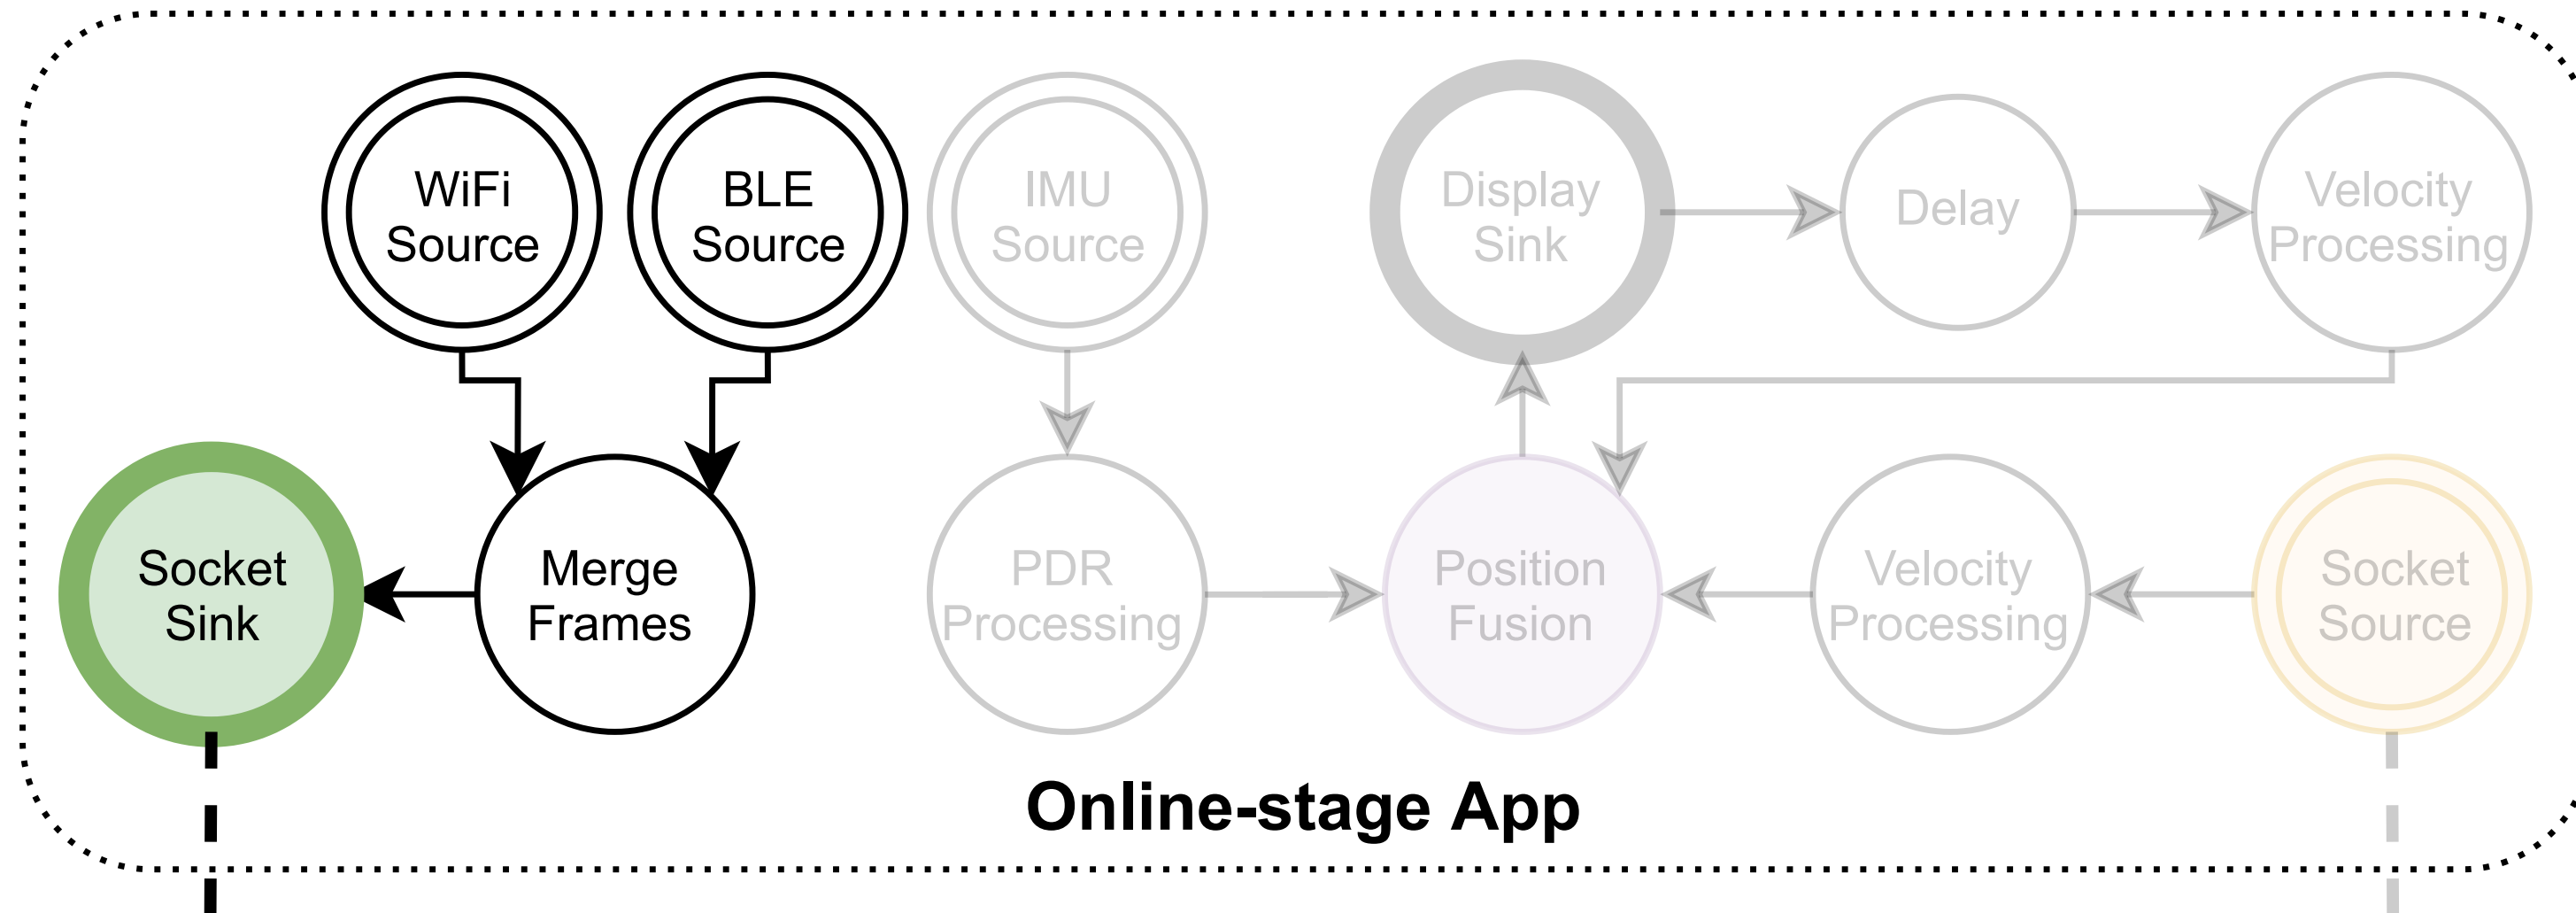 WiFi
Source
BLE
Source
IMU
Source
Display
Sink
Delay
Velocity
Processing
Socket
Sink
Merge
Frames
PDR
Processing
Position
Fusion
Velocity
Processing
Socket
Source
Online-stage App